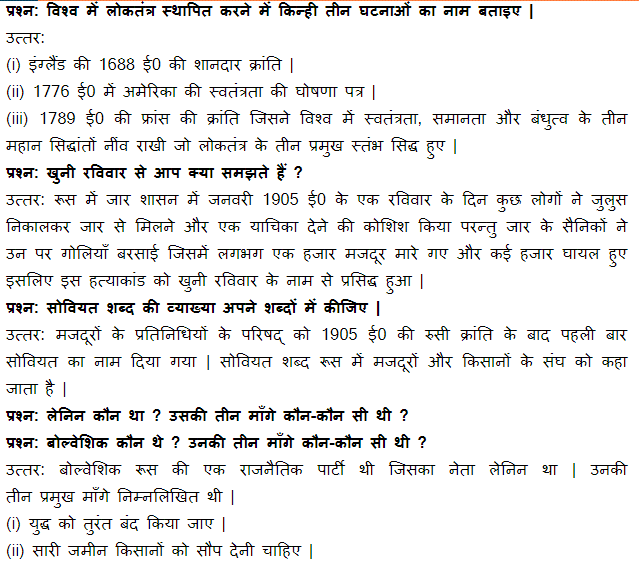 प्रश्न: विश्व में लोकतंत्र स्थापित करने में किन्ही तीन घटनाओं का नाम बताइए |
उत्तर:
(i) इंग्लैंड की 1688 ई0 की शानदार क्रांति |
(ii) 1776 ई0 में अमेरिका की स्वतंत्रता की घोषणा पत्र |
(iii) 1789 ई0 की फ्रांस की क्रांति जिसने विश्व में स्वतंत्रता, समानता और बंधुत्व के तीन
महान सिद्धांतों नींव राखी जो लोकतंत्र के तीन प्रमुख स्तंभ सिद्ध हुए |
प्रश्न: खुनी रविवार से आप क्या समझते हैं ?
उत्तर: रूस में जार शासन में जनवरी 1905 ई0 के एक रविवार के दिन कुछ लोगों ने जुलुस
निकालकर जार से मिलने और एक याचिका देने की कोशिश किया परन्तु जार के सैनिकों ने
उन पर गोलियाँ बरसाई जिसमें लगभग एक हजार मजदूर मारे गए और कई हजार घायल हुए
इसलिए इस हत्याकांड को खुनी रविवार के नाम से प्रसिद्ध हुआ |
प्रश्न: सोवियत शब्द की व्याख्या अपने शब्दों में कीजिए |
उत्तर: मजदूरों के प्रतिनिधियों के परिषद् को 1905 ई0 की रुसी क्रांति के बाद पहली बार
सोवियत का नाम दिया गया | सोवियत शब्द रूस में मजदूरों और किसानों के संघ को कहा
जाता है |
प्रश्न: लेनिन कौन था ? उसकी तीन माँगे कौन-कौन सी थी ?
प्रश्न: बोल्वेशिक कौन थे ? उनकी तीन माँगे कौन-कौन सी थी ?
उत्तर: बोल्वेशिक रूस की एक राजनैतिक पार्टी थी जिसका नेता लेनिन था | उनकी
तीन प्रमुख माँगे निम्नलिखित थी |
(i) युद्ध को तुरंत बंद किया जाए |
(ii) सारी जमीन किसानों को सौप देनी चाहिए |